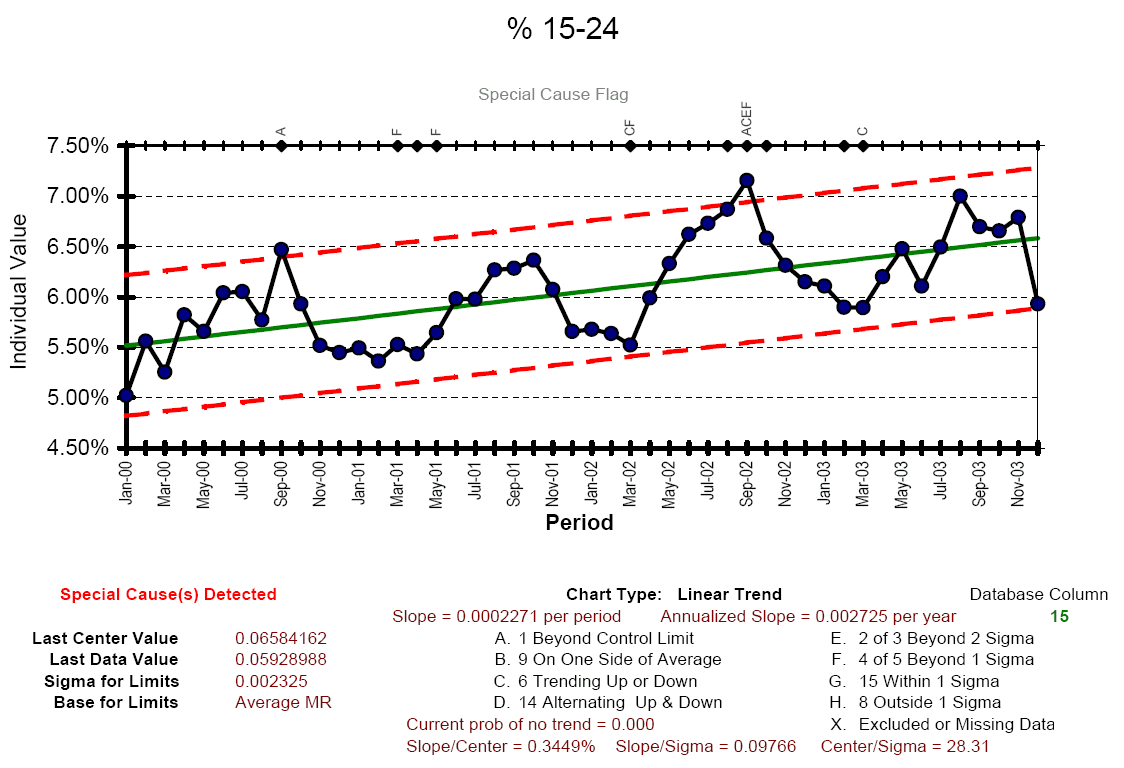 % 15-24
Special Cause Flag
A F F CF ACEF C
7.50%
7.00%
6.50%
6.00%
5.50%
5.00%
4.50%
Individual Value
Jan-00 Mar-00 May-00 Jul-00 Sep-00 Nov-00 Jan-01 Mar-01 May-01 Jul-01 Sep-01 Nov-01 Jan-02 Mar-02 May-02 Jul-02 Sep-02 Nov-02 Jan-03 Mar-03 May-03 Jul-03 Sep-03 Nov-03
Period
Special Cause(s) Detected Chart Type: Linear Trend Database Column
Slope = 0.0002271 per period Annualized Slope = 0.002725 per year 15
Last Center Value 0.06584162 A. 1 Beyond Control Limit E. 2 of 3 Beyond 2 Sigma
Last Data Value 0.05928988 B. 9 On One Side of Average F. 4 of 5 Beyond 1 Sigma
Sigma for Limits 0.002325 C. 6 Trending Up or Down G. 15 Within 1 Sigma
Base for Limits Average MR D. 14 Alternating Up & Down H. 8 Outside 1 Sigma
Current prob of no trend = 0.000 X. Excluded or Missing Data
Slope/Center = 0.3449% Slope/Sigma = 0.09766 Center/Sigma = 28.31